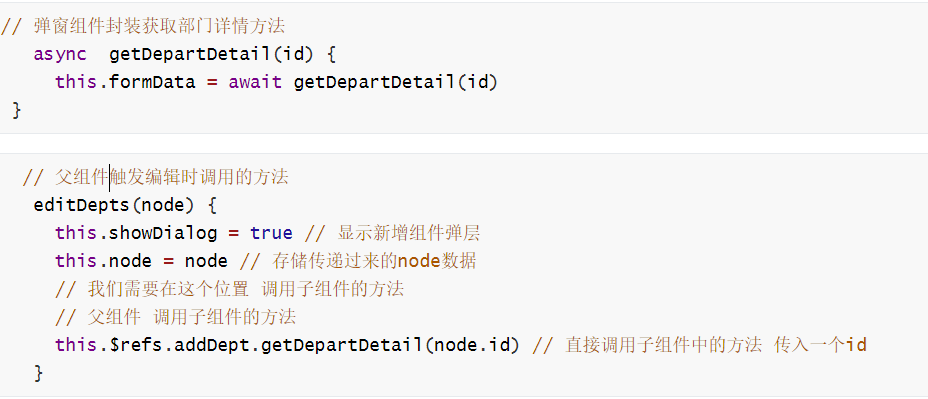 // 弹窗组件封装获取部门详情方法
async  getDepartDetail(id) {
this.formData = await getDepartDetail(id)
}
// 父组件触发编辑时调用的方法
editDepts(node) {
this.showDialog = true // 显示新增组件弹层
this.node = node // 存储传递过来的node数据
// 我们需要在这个位置 调用子组件的方法
// 父组件 调用子组件的方法
this.$refs.addDept.getDepartDetail(node.id) // 直接调用子组件中的方法 传入一个id
}